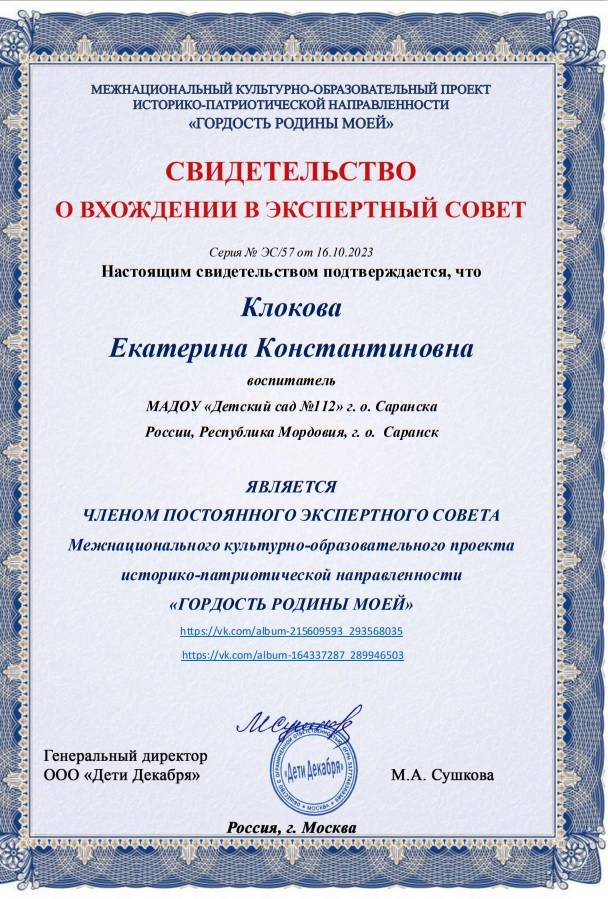 МЕЖНАЦИОНАЛЬНЫЙ КУЛЬТУРНО-ОБРАЗОВАТЕЛЬНЫЙ ПРОЕКТ
ИСТОРИКО-ПАТРИОТИЧЕСКОЙ НАПРАВЛЕННОСТИ
«ГОРДОСТЬ РОДИНЫ МОЕЙ»
СВИДЕТЕЛЬСТВО
О ВХОЖДЕНИИ В ЭКСПЕРТНЫЙ СОВЕТ
Серия № ЭС/57 от 16.10.2023
Настоящим свидетельством подтверждается, что
Клокова
Екатерина Константиновна
воспитатель
МАДОУ «Детский сад №112» г. о. Саранска
России, Республика Мордовия, г. о. Саранск
ЯВЛЯЕТСЯ
ЧЛЕНОМ ПОСТОЯННОГО ЭКСПЕРТНОГО СОВЕТА
Межнационального культурно-образовательного проекта
историко-патриотической направленности
«ГОРДОСТЬ РОДИНЫ МОЕЙ»
https://vk.com/album-215609593_293568035
https://vk.com/album-164337287_289946503
Генеральный директор
ООО «Дети Декабря»
«Дети Декабря»
МОСКВА
М.А. Сушкова
Россия, г. Москва